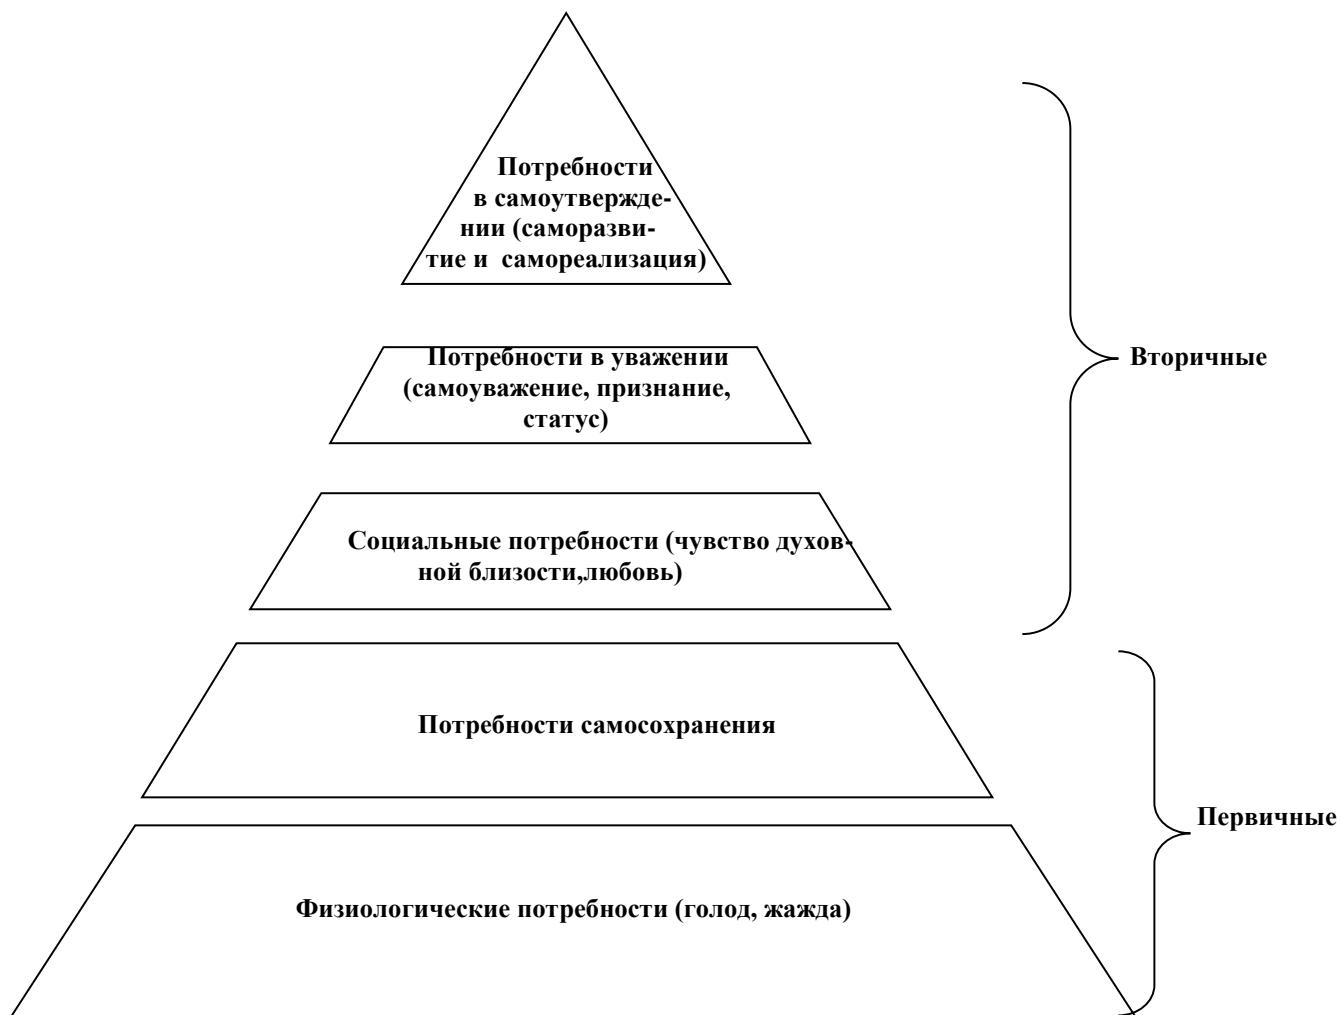 Потребности
в самоутвержде-
нии (саморазви-
тие и самореализация)
Потребности в уважении
(самоуважение, признание,
статус)
Вторичные
Социальные потребности (чувство духов-
ной близости,любовь)
Потребности самосохранения
Первичные
Физиологические потребности (голод, жажда)